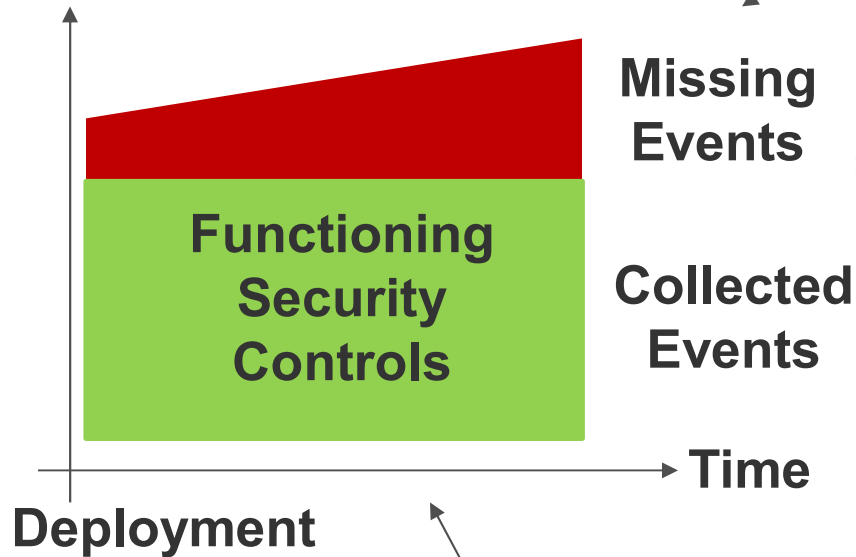 Missing
Events
Functioning
Security
Controls
Collected
Events
Time
Deployment